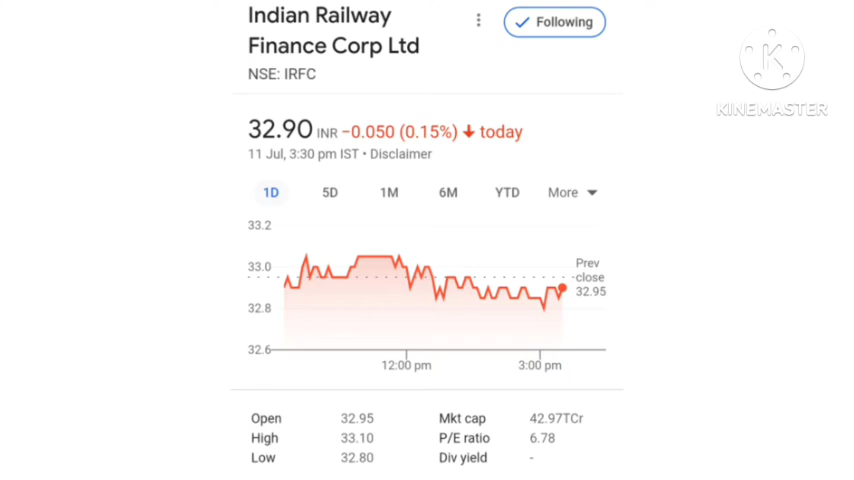 Indian Railway
Finance Corp Ltd
Following
NSE: IRFC
K
KINEMASTER
32.90 INR −0.050 (0.15%) today
11 Jul, 3:30 pm IST • Disclaimer
1D 5D 1M 6M YTD More
33.2
33.0
32.8
32.6
Prev
close
32.95
12:00 pm 3:00 pm
Open 32.95 Mkt cap 42.97TCr
High 33.10 P/E ratio 6.78
Low 32.80 Div yield -